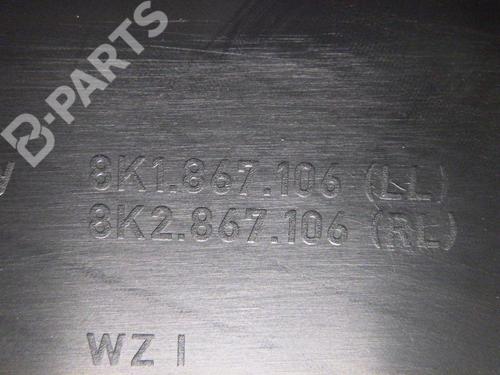 B-PARTS
8K1.867.106 (LL)
8K2.867.106 (RL)
WZ I